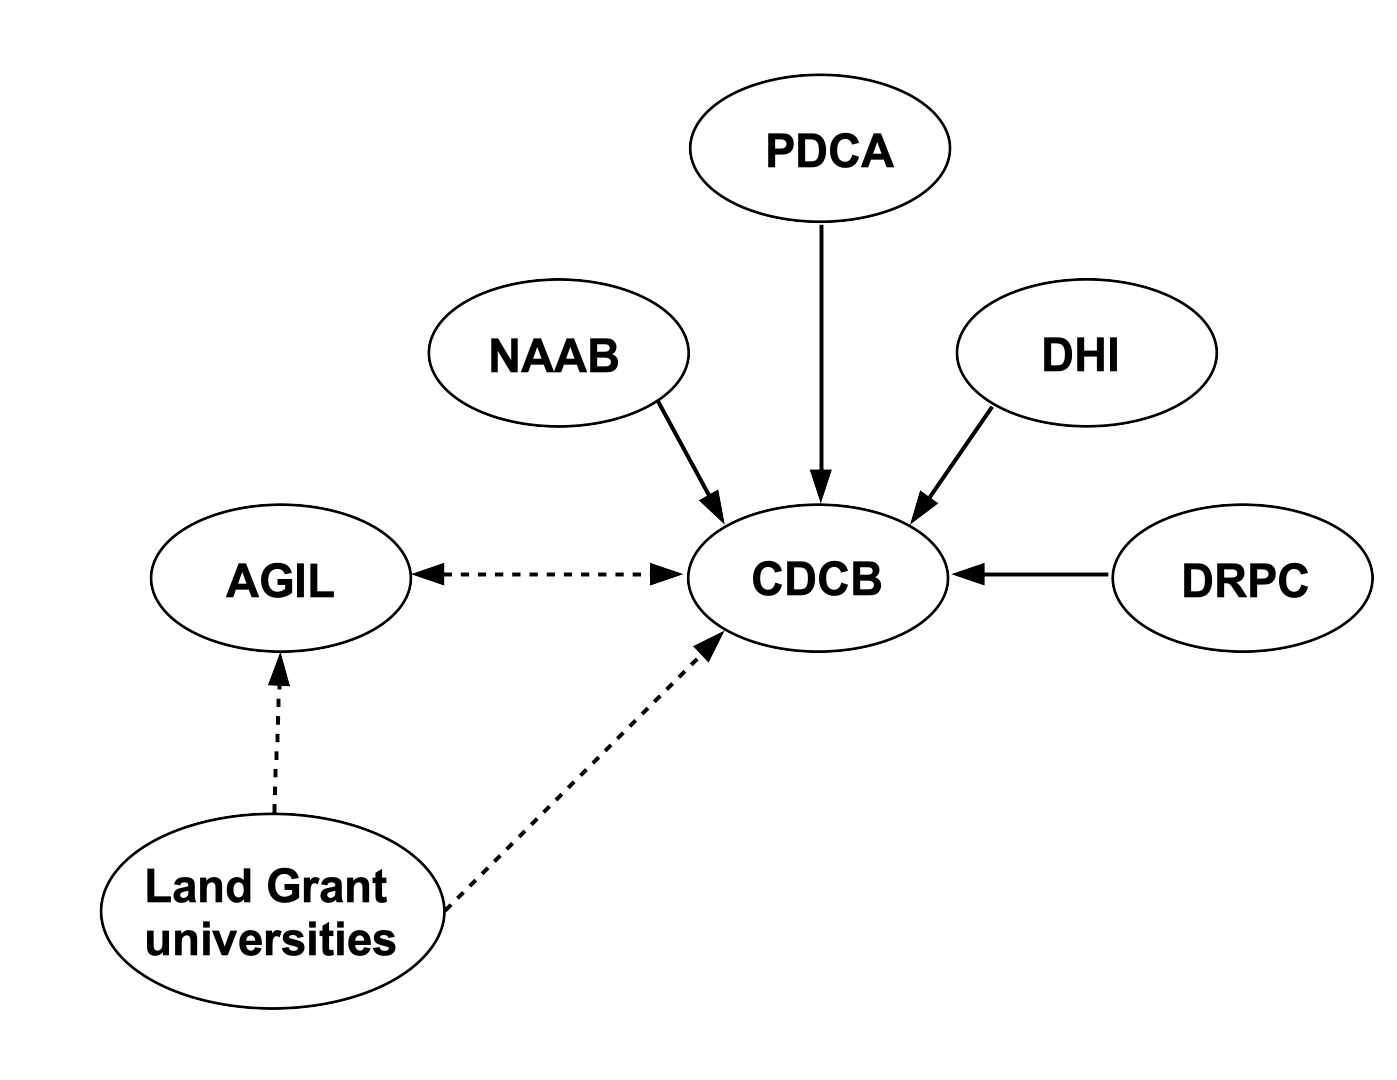 PDCA
NAAB
DHI
AGIL
CDCB
DRPC
Land Grant
universities